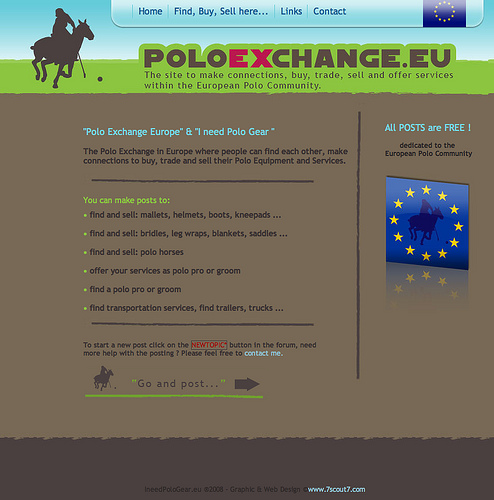 Home Find, Buy, Sell here... Links Contact
POLOEXCHANGE.EU
The site to make connections, buy, trade, sell and offer services
within the European Polo Community.
"Polo Exchange Europe" & "I need Polo Gear "
The Polo Exchange in Europe where people can find each other, make
connections to buy, trade and sell their Polo Equipment and Services.
You can make posts to:
• find and sell: mallets, helmets, boots, kneepads ...
• find and sell: bridles, leg wraps, blankets, saddles ...
• find and sell: polo horses
• offer your services as polo pro or groom
• find a polo pro or groom
• find transportation services, find trailers, trucks ...
To start a new post click on the NEWTOPIC* button in the forum, need
more help with the posting ? Please feel free to contact me.
"Go and post..."
All POSTS are FREE !
dedicated to the
European Polo Community
IneedPoloGear.eu ©2008 - Graphic & Web Design ©www.7scout7.com